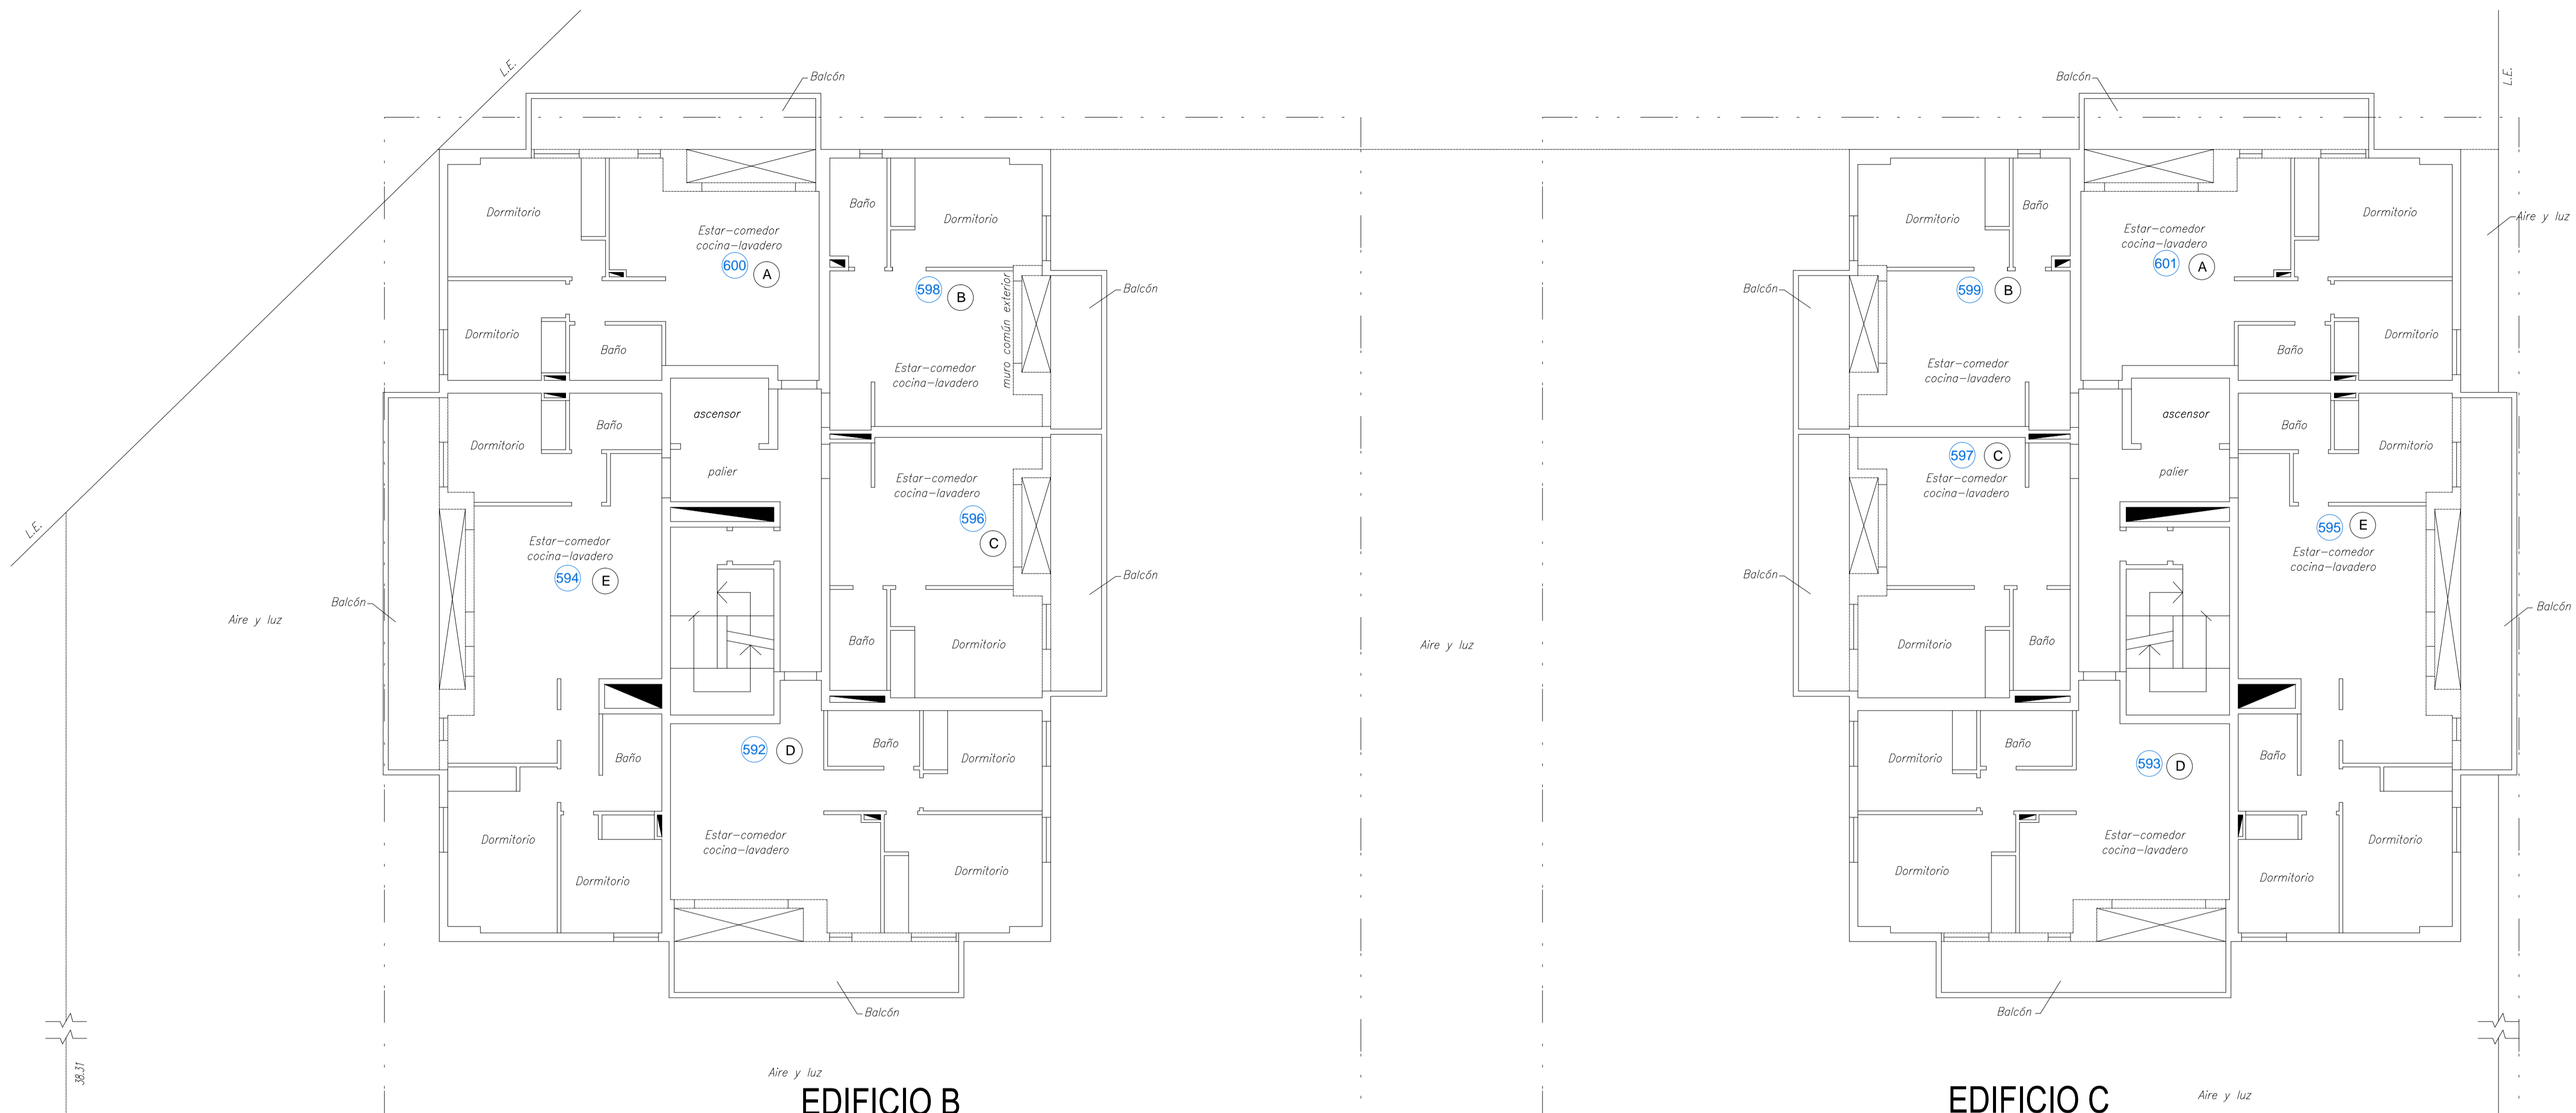 L.E.
Balcón
Dormitorio
Estar-comedor
cocina-lavadero
600
A
Baño
Dormitorio
598
B
muro común exterior
Balcón
Dormitorio
Baño
Estar-comedor
cocina-lavadero
ascensor
palier
Dormitorio
Baño
Estar-comedor
cocina-lavadero
596
C
L.E.
Estar-comedor
cocina-lavadero
594
E
Balcón
Balcón
Aire y luz
Baño
Dormitorio
592
D
Baño
Dormitorio
Baño
Dormitorio
Dormitorio
Estar-comedor
cocina-lavadero
Dormitorio
Balcón
38.31
Aire y luz
EDIFICIO B
Aire y luz
Balcón
L.E.
Dormitorio
Baño
Estar-comedor
cocina-lavadero
601
A
Dormitorio
Aire y luz
Balcón
599
B
Estar-comedor
cocina-lavadero
Baño
Dormitorio
ascensor
palier
Baño
Dormitorio
597
C
Estar-comedor
cocina-lavadero
595
E
Estar-comedor
cocina-lavadero
Balcón
Balcón
Dormitorio
Baño
Dormitorio
Baño
593
D
Baño
Estar-comedor
cocina-lavadero
Dormitorio
Dormitorio
Dormitorio
Balcón
EDIFICIO C
Aire y luz